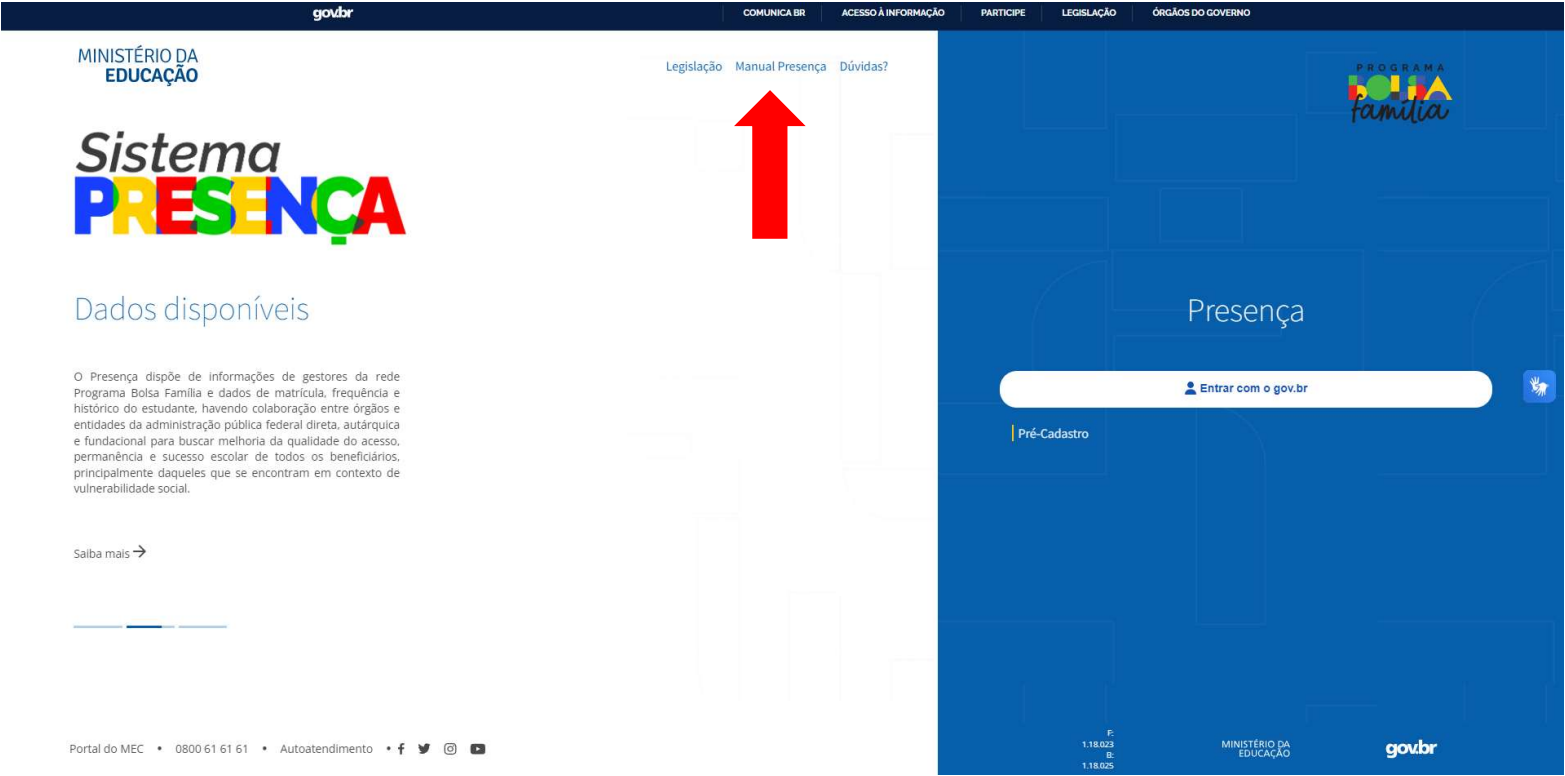 gov.br
COMUNICA BR
ACESSO À INFORMAÇÃO
PARTICIPE
LEGISLAÇÃO
ÓRGÃOS DO GOVERNO
MINISTÉRIO DA
EDUCAÇÃO
Legislação
Manual Presença
Dúvidas?
PROGRAMA
BOLSA
família
Sistema
PRESENÇA
Dados disponíveis
O Presença dispõe de informações de gestores da rede
Programa Bolsa Família e dados de matrícula, frequência e
histórico do estudante, havendo colaboração entre órgãos e
entidades da administração pública federal direta, autárquica
e fundacional para buscar melhoria da qualidade do acesso,
permanência e sucesso escolar de todos os beneficiários,
principalmente daqueles que se encontram em contexto de
vulnerabilidade social.
Saiba mais →
Presença
Entrar com o gov.br
Pré-Cadastro
Portal do MEC • 0800 61 61 61 • Autoatendimento •
F:
1.18.023
B:
1.18.025
MINISTÉRIO DA
EDUCAÇÃO
gov.br